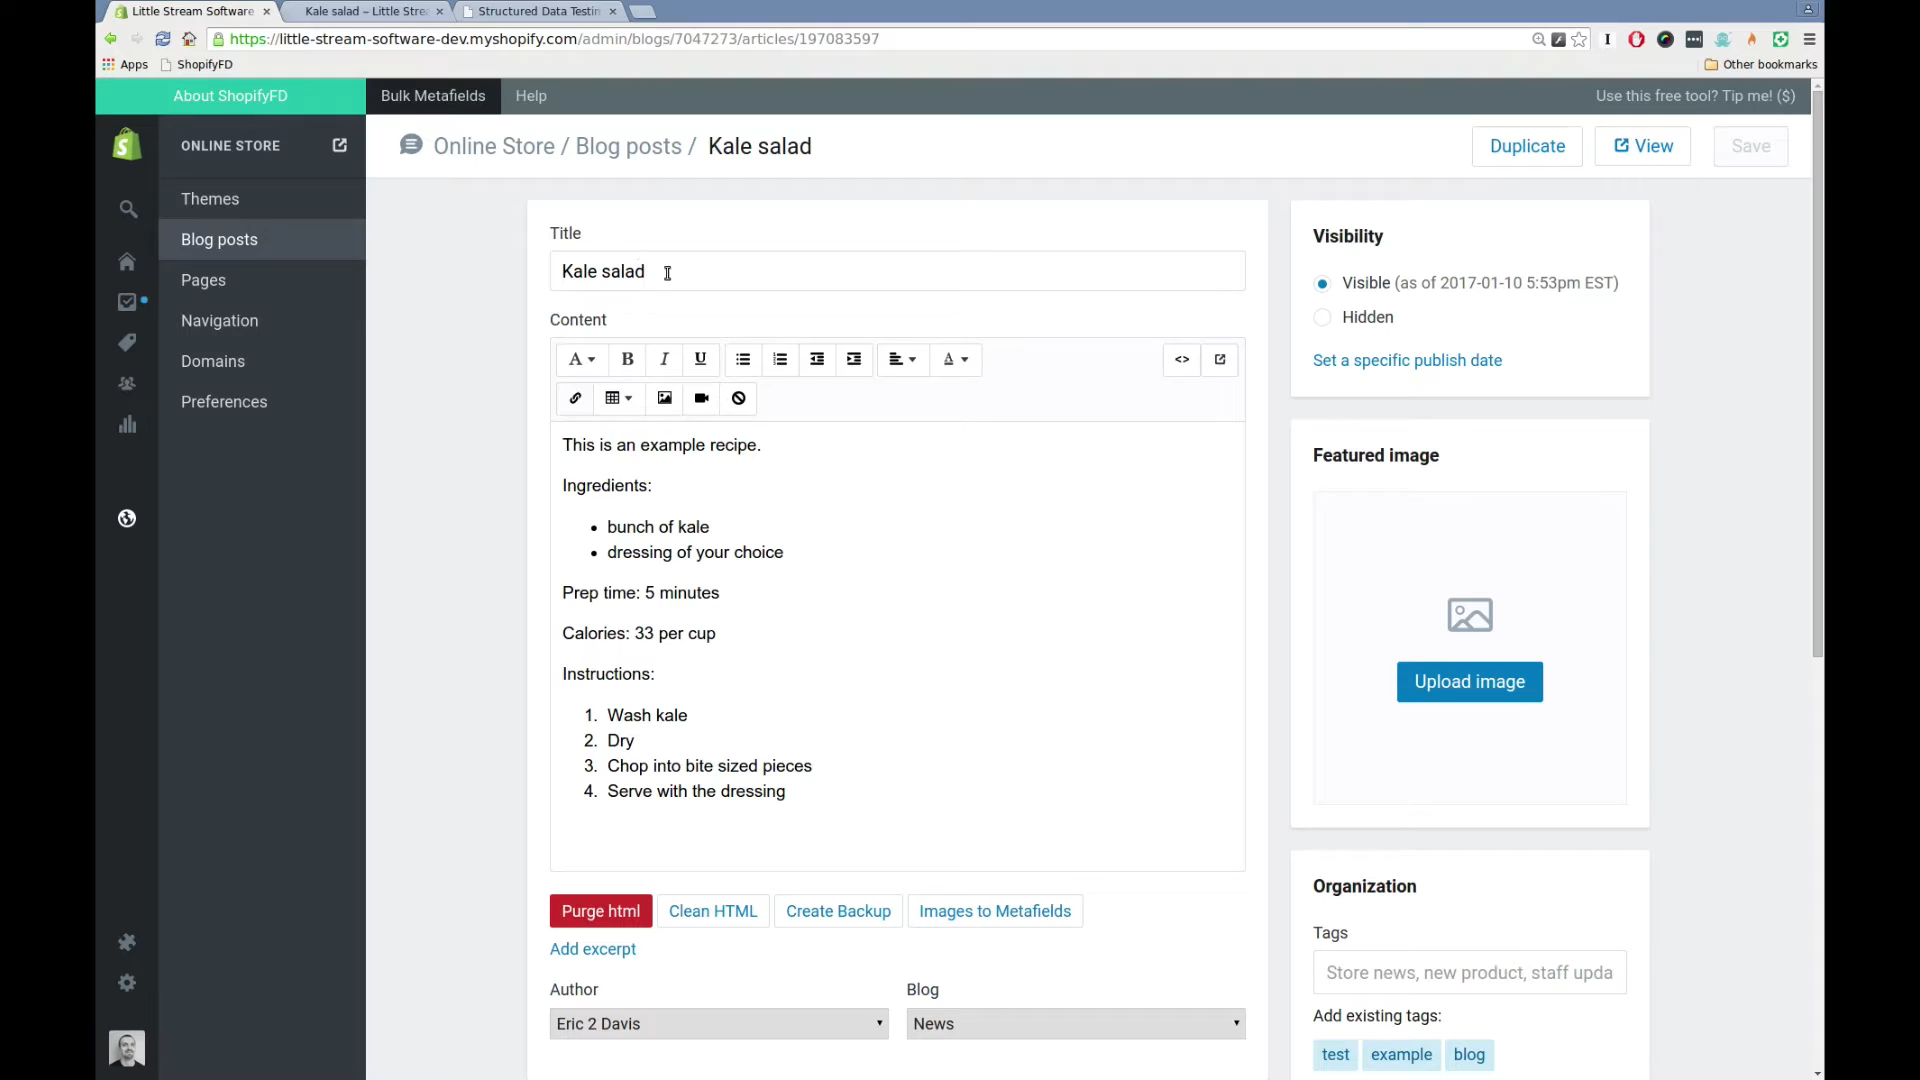 Little Stream Software
Kale salad – Little Stre
Structured Data Testin
https://little-stream-software-dev.myshopify.com/admin/blogs/7047273/articles/197083597
Apps
ShopifyFD
Other bookmarks
About ShopifyFD
Bulk Metafields
Help
Use this free tool? Tip me! ($)
ONLINE STORE
Online Store / Blog posts / Kale salad
Duplicate
View
Save
Themes
Blog posts
Pages
Navigation
Domains
Preferences
Title
Kale salad
Content
This is an example recipe.
Ingredients:
• bunch of kale
• dressing of your choice
Prep time: 5 minutes
Calories: 33 per cup
Instructions:
1. Wash kale
2. Dry
3. Chop into bite sized pieces
4. Serve with the dressing
Purge html
Clean HTML
Create Backup
Images to Metafields
Add excerpt
Author
Eric 2 Davis
Blog
News
Visibility
Visible (as of 2017-01-10 5:53pm EST)
Hidden
Set a specific publish date
Featured image
Upload image
Organization
Tags
Store news, new product, staff upda
Add existing tags:
test
example
blog